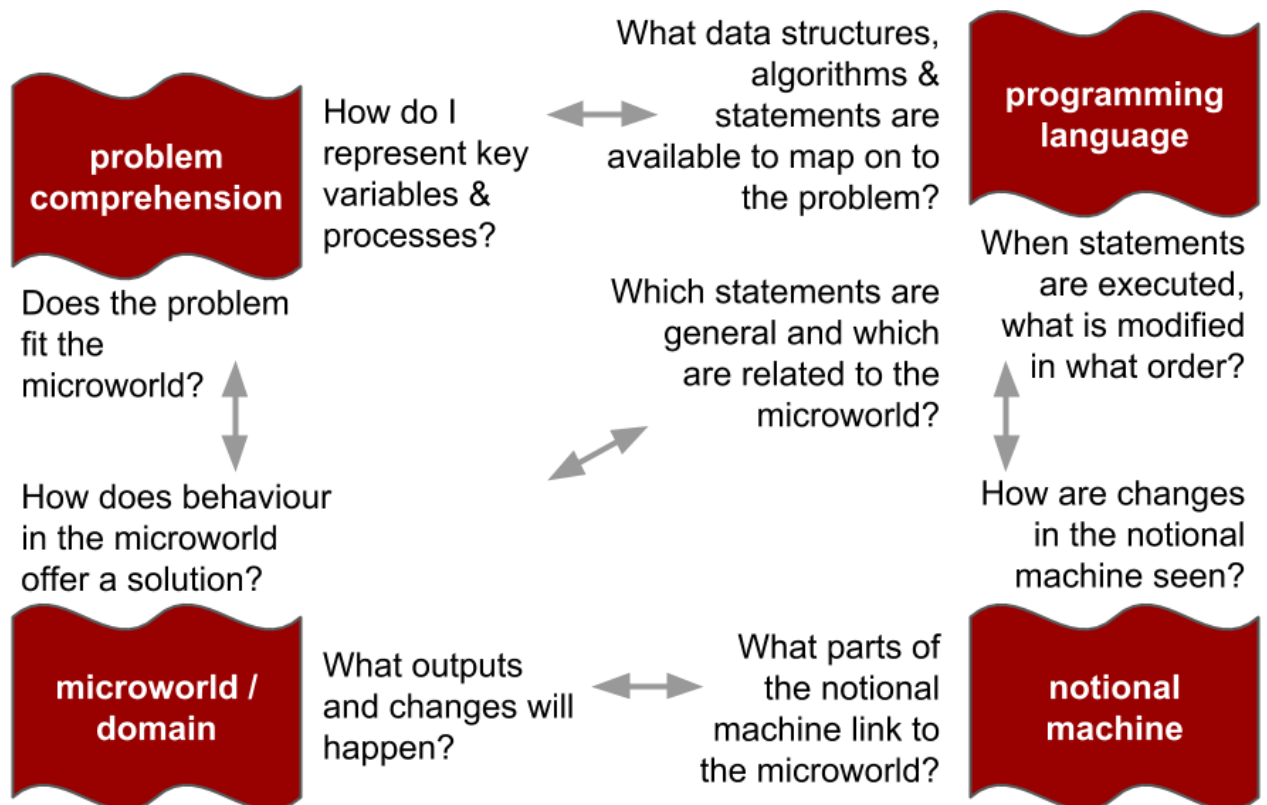 problem
comprehension
How do I
represent key
variables &
processes?
What data structures,
algorithms &
statements are
available to map on to
the problem?
programming
language
Does the problem
fit the
microworld?
Which statements are
general and which
are related to the
microworld?
When statements
are executed,
what is modified
in what order?
How does behaviour
in the microworld
offer a solution?
How are changes
in the notional
machine seen?
microworld /
domain
What outputs
and changes will
happen?
What parts of
the notional
machine link to
the microworld?
notional
machine